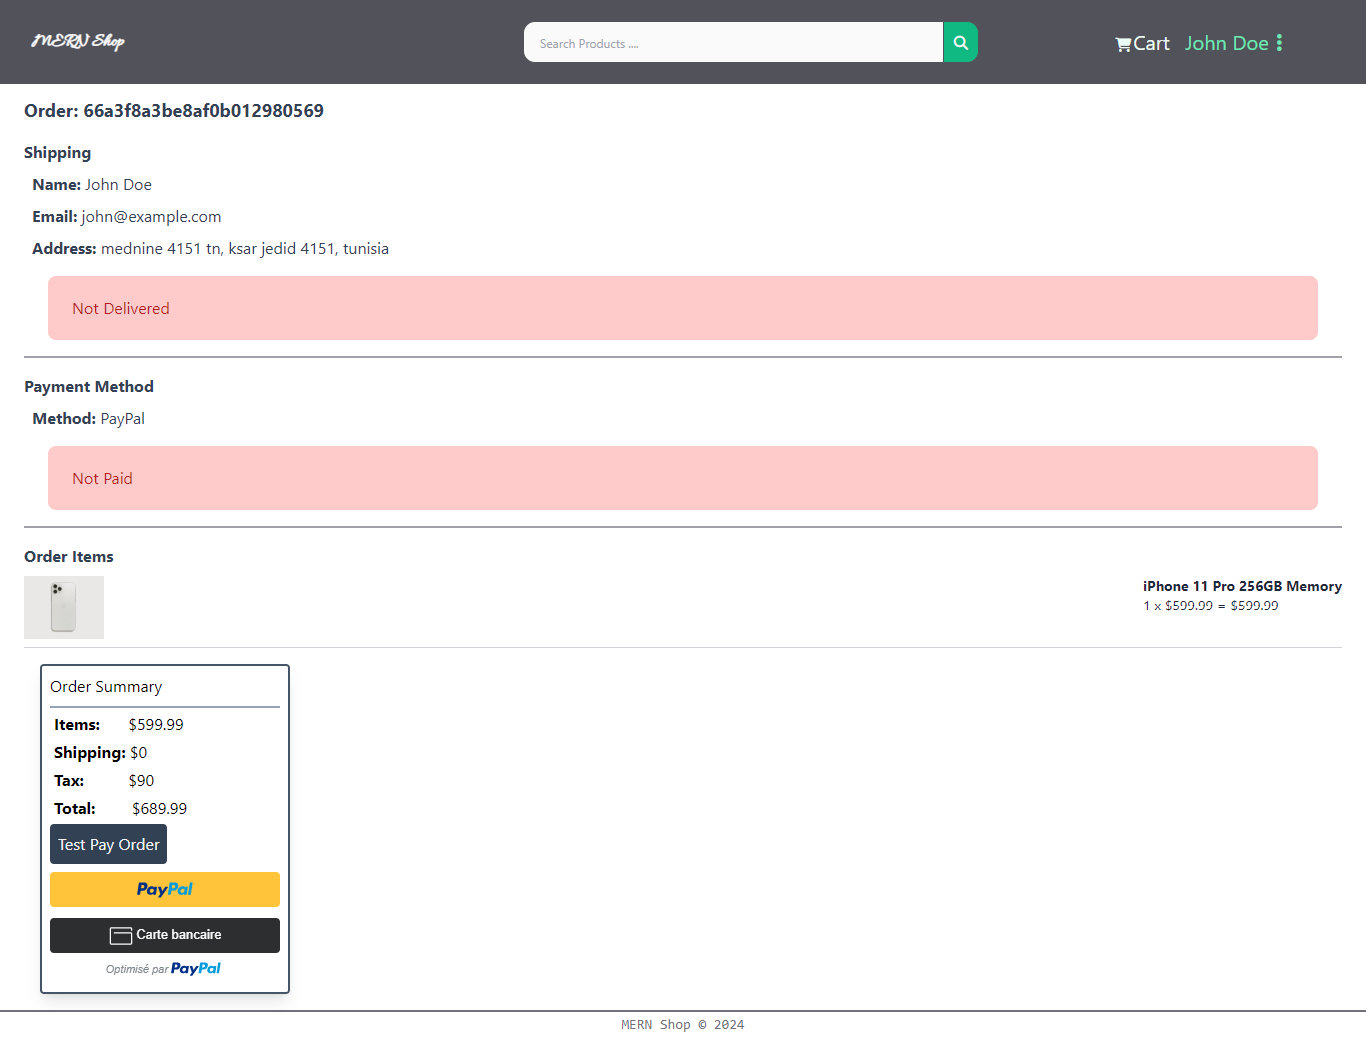 MERN Shop
Search Products ....
Cart
John Doe
Order: 66a3f8a3be8af0b012980569
Shipping
Name: John Doe
Email: john@example.com
Address: mednine 4151 tn, ksar jedid 4151, tunisia
Not Delivered
Payment Method
Method: PayPal
Not Paid
Order Items
iPhone 11 Pro 256GB Memory
1 x $599.99 = $599.99
Order Summary
Items: $599.99
Shipping: $0
Tax: $90
Total: $689.99
Test Pay Order
PayPal
Carte bancaire
Optimisé par PayPal
MERN Shop © 2024